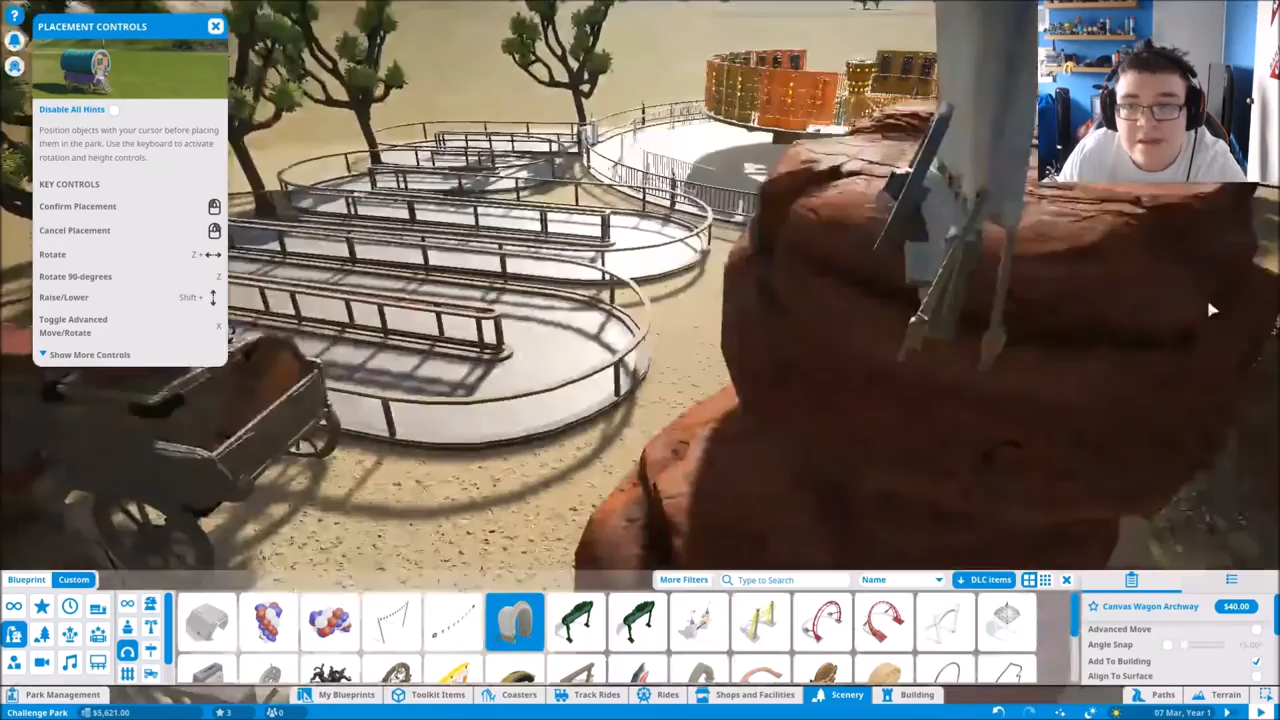 PLACEMENT CONTROLS
Disable All Hints
Position objects with your cursor before placing
them in the park. Use the keyboard to activate
rotation and height controls.
KEY CONTROLS
Confirm Placement
Cancel Placement
Rotate Z +
Rotate 90-degrees Z
Raise/Lower Shift +
Toggle Advanced
Move/Rotate X
Show More Controls
Blueprint Custom
More Filters Type to Search Name DLC items
Canvas Wagon Archway $40.00
Advanced Move
Angle Snap 15.00°
Add To Building
Align To Surface
Park Management My Blueprints Toolkit Items Coasters Track Rides Rides Shops and Facilities Scenery Building Paths Terrain
Challenge Park $5,621.00 3 0 07 Mar, Year 1